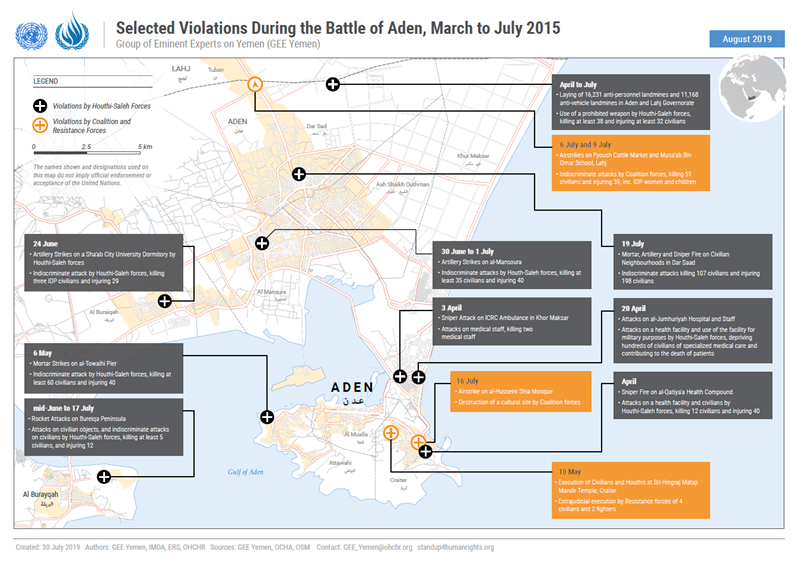 Selected Violations During the Battle of Aden, March to July 2015
Group of Eminent Experts on Yemen (GEE Yemen)
August 2019
LEGEND
Violations by Houthi-Saleh Forces
Violations by Coalition and
Resistance Forces
0 2.5 5
km
The names shown and designations used on
this map do not imply official endorsement or
acceptance of the United Nations.
LAHJ
لحج
Tuban
ADEN
عدن
Dar Sad
دار سعد
Khur Maksar
Ash Shaikh Outhman
الشيخ عثمان
Al Mansura
المنصورة
Al Buraiqeh
البريقة
ADEN
عدن
Al Mualla
المعلا
Attawahi
التواهي
Craiter
كريتر
Gulf of Aden
Al Burayqah
البريقة
April to July
• Laying of 16,231 anti-personnel landmines and 11,168
anti-vehicle landmines in Aden and Lahj Governorate
• Use of a prohibited weapon by Houthi-Saleh forces,
killing at least 38 and injuring at least 32 civilians
6 July and 9 July
• Airstrikes on Fyoush Cattle Market and Musa'ab Bin
Omar School, Lahj
• Indiscriminate attacks by Coalition forces, killing 51
civilians and injuring 39, inc. IDP women and children
24 June
• Artillery Strikes on a Sha'ab City University Dormitory by
Houthi-Saleh forces
• Indiscriminate attack by Houthi-Saleh forces, killing
three IDP civilians and injuring 29
30 June to 1 July
• Artillery Strikes on al-Mansoura
• Indiscriminate attacks by Houth-Saleh forces, killing at
least 35 civilians and injuring 40
19 July
• Mortar, Artillery and Sniper Fire on Civilian
Neighbourhoods in Dar Saad
• Indiscriminate attacks killing 107 civilians and injuring
198 civilians
3 April
• Sniper Attack on ICRC Ambulance in Khor Maksar
• Attacks on medical staff, killing two
medical staff
20 April
• Attacks on al-Jumhuriyah Hospital and Staff
• Attacks on a health facility and use of the facility for
military purposes by Houthi-Saleh forces, depriving
hundreds of civilians of specialized medical care and
contributing to the death of patients
6 May
• Mortar Strikes on al-Towaihi Pier
• Indiscriminate attack by Houthi-Saleh forces, killing at
least 60 civilians and injuring 40
16 July
• Airstrike on al-Husseini Shia Mosque
• Destruction of a cultural site by Coalition forces
April
• Sniper Fire on al-Qatiya'a Health Compound
• Attacks on a health facility and civilians by
Houthi-Saleh forces, killing 12 civilians and injuring 40
mid-June to 17 July
• Rocket Attacks on Bureiqa Peninsula
• Attacks on civilian objects, and indiscriminate attacks
on civilians by Houthi-Saleh forces, killing at least 5
civilians, and injuring 12
10 May
• Execution of Civilians and Houthis at Sri Hingraj Mataji
Mandir Temple, Craiter
• Extrajudicial execution by Resistance forces of 4
civilians and 2 fighters
Created: 30 July 2019 Authors: GEE Yemen, IMDA, ERS, OHCHR Sources: GEE Yemen, OCHA, OSM Contact: GEE_Yemen@ohchr.org standup4humanrights.org